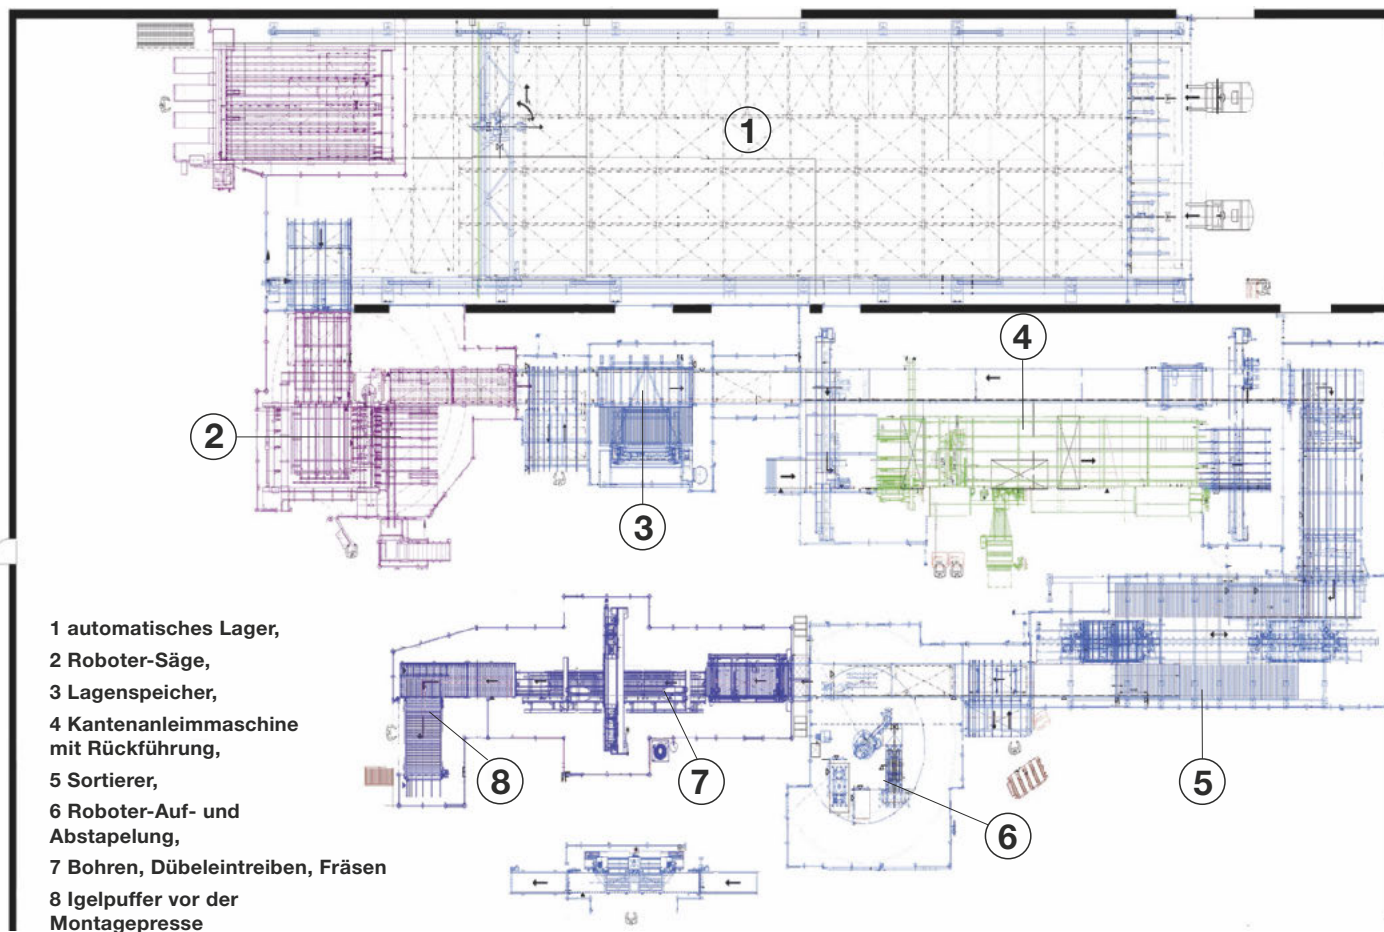 1
4
2
3
1 automatisches Lager,
2 Roboter-Säge,
3 Lagenspeicher,
4 Kantenanleimmaschine
mit Rückführung,
5 Sortierer,
6 Roboter-Auf- und
Abstapelung,
7 Bohren, Dübeleintreiben, Fräsen
8 Igelpuffer vor der
Montagepresse
8
7
5
6